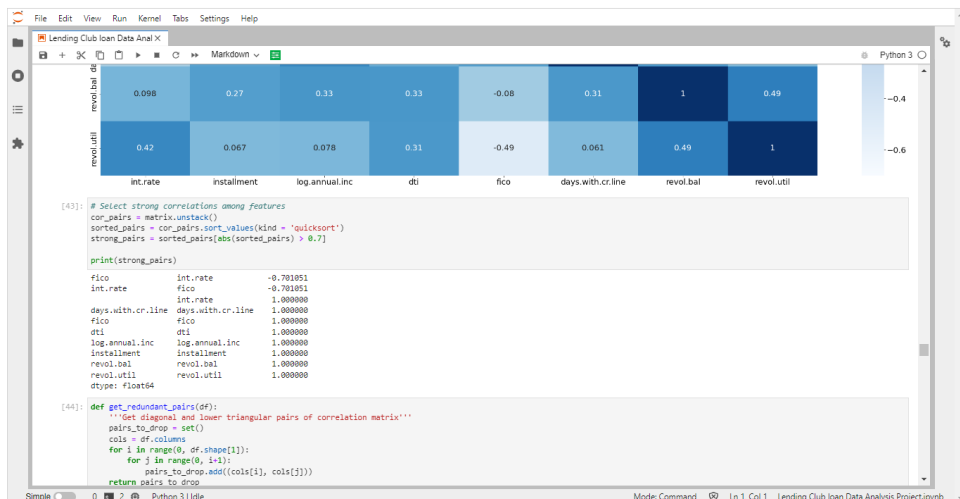 File Edit View Run Kernel Tabs Settings Help
Lending Club loan Data Anal
Markdown
Python 3
revol.bal da
0.098 0.27 0.33 0.33 -0.08 0.31 1 0.49
−0.4
revol.util
0.42 0.067 0.078 0.31 -0.49 0.061 0.49 1
−0.6
int.rate installment log.annual.inc dti fico days.with.cr.line revol.bal revol.util
[43]: # Select strong correlations among features
cor_pairs = matrix.unstack()
sorted_pairs = cor_pairs.sort_values(kind = 'quicksort')
strong_pairs = sorted_pairs[abs(sorted_pairs) > 0.7]
print(strong_pairs)
fico int.rate -0.701051
int.rate fico -0.701051
int.rate 1.000000
days.with.cr.line days.with.cr.line 1.000000
fico fico 1.000000
dti dti 1.000000
log.annual.inc log.annual.inc 1.000000
installment installment 1.000000
revol.bal revol.bal 1.000000
revol.util revol.util 1.000000
dtype: float64
[44]: def get_redundant_pairs(df):
'''Get diagonal and lower triangular pairs of correlation matrix'''
pairs_to_drop = set()
cols = df.columns
for i in range(0, df.shape[1]):
for j in range(0, i+1):
pairs_to_drop.add((cols[i], cols[j]))
return pairs_to_drop
Simple 0 2 Python 3 | Idle Mode: Command Ln 1, Col 1 Lending Club loan Data Analysis Project.ipynb